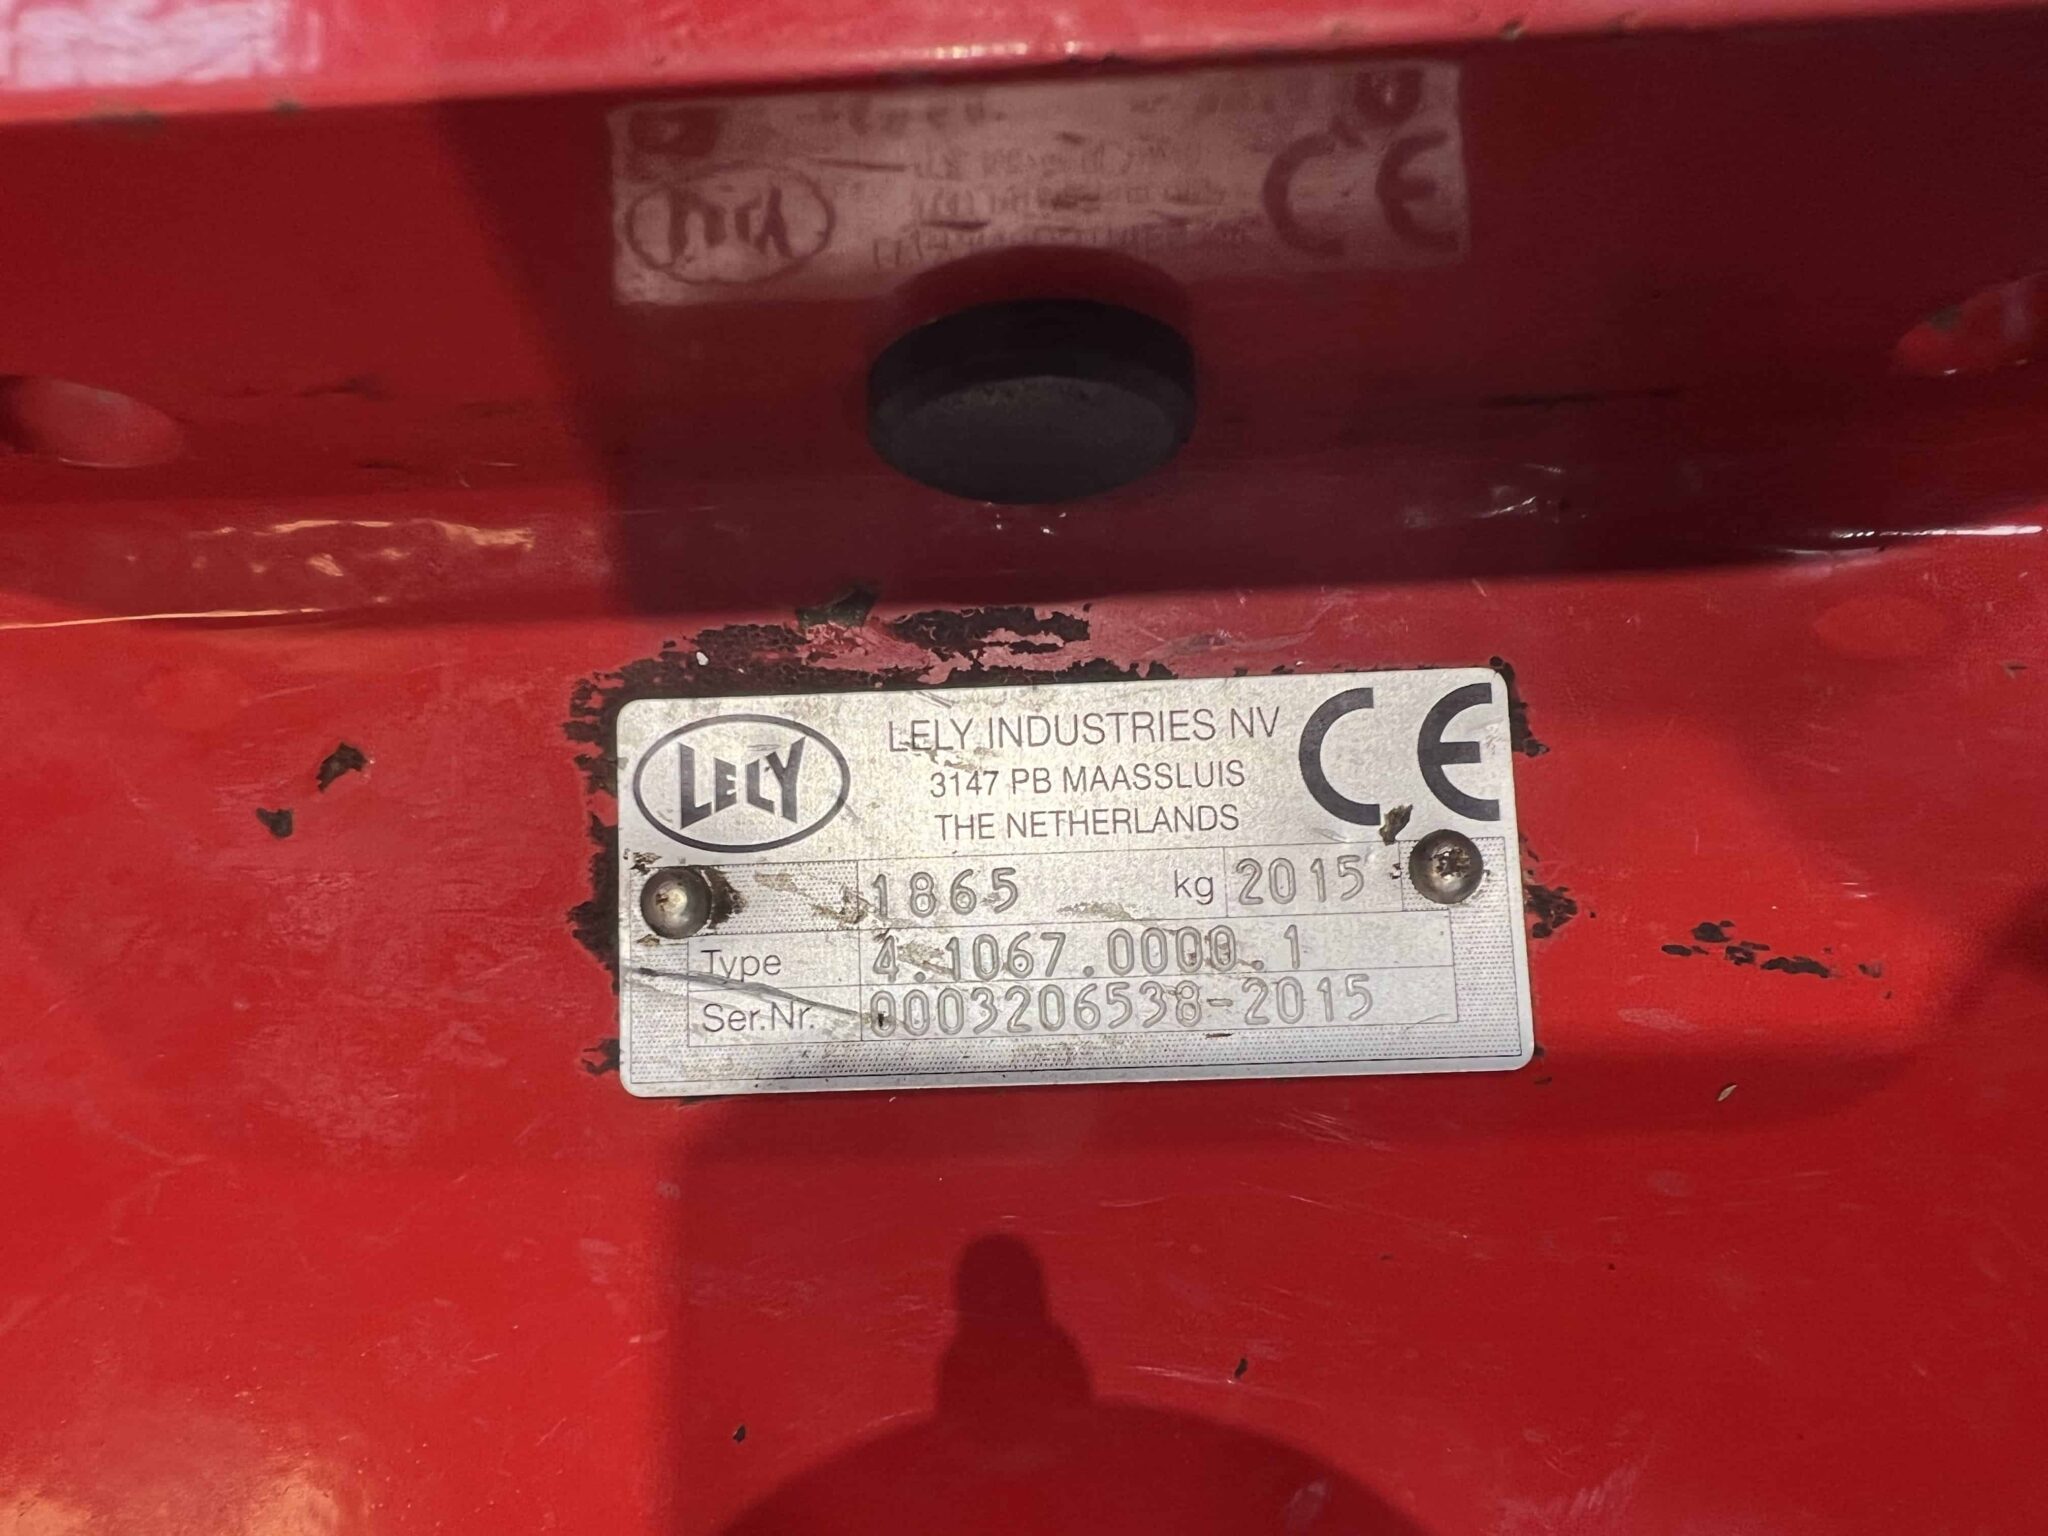 LELY
LELY INDUSTRIES NV
3147 PB MAASSLUIS
THE NETHERLANDS
CE
1865 kg 2015
Type 4.1067.0000.1
Ser.Nr. 0003206538-2015